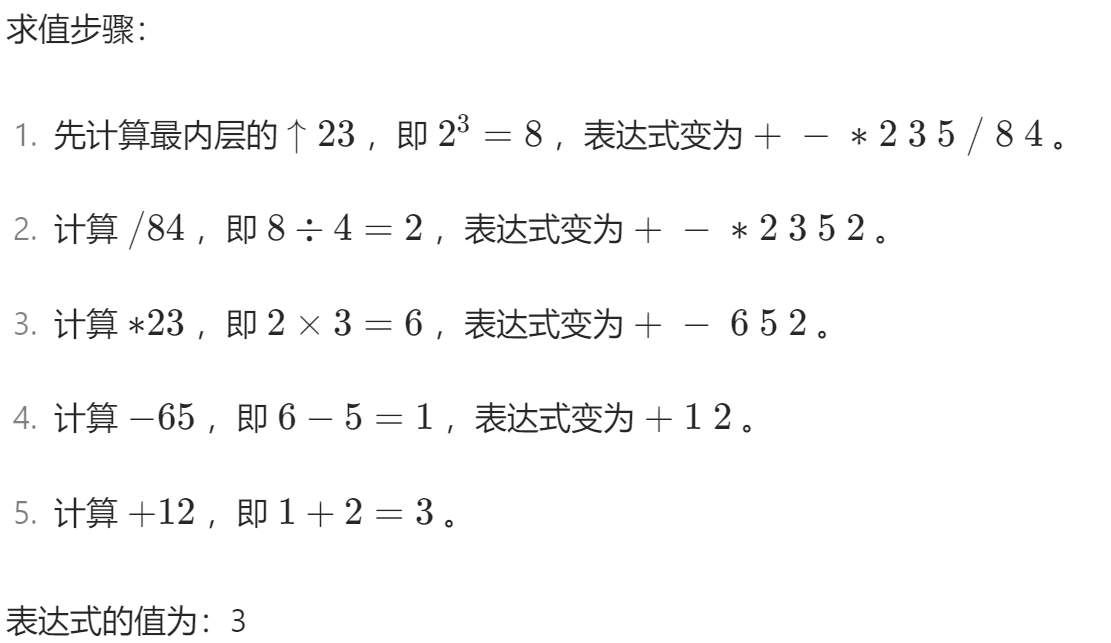 求值步骤：
1. 先计算最内层的 ↑ 23 ，即 2³ = 8 ，表达式变为 + − ∗ 2 3 5 / 8 4 。
2. 计算 /84 ，即 8 ÷ 4 = 2 ，表达式变为 + − ∗ 2 3 5 2 。
3. 计算 ∗23 ，即 2 × 3 = 6 ，表达式变为 + − 6 5 2 。
4. 计算 −65 ，即 6 − 5 = 1 ，表达式变为 + 1 2 。
5. 计算 +12 ，即 1 + 2 = 3 。
表达式的值为：3